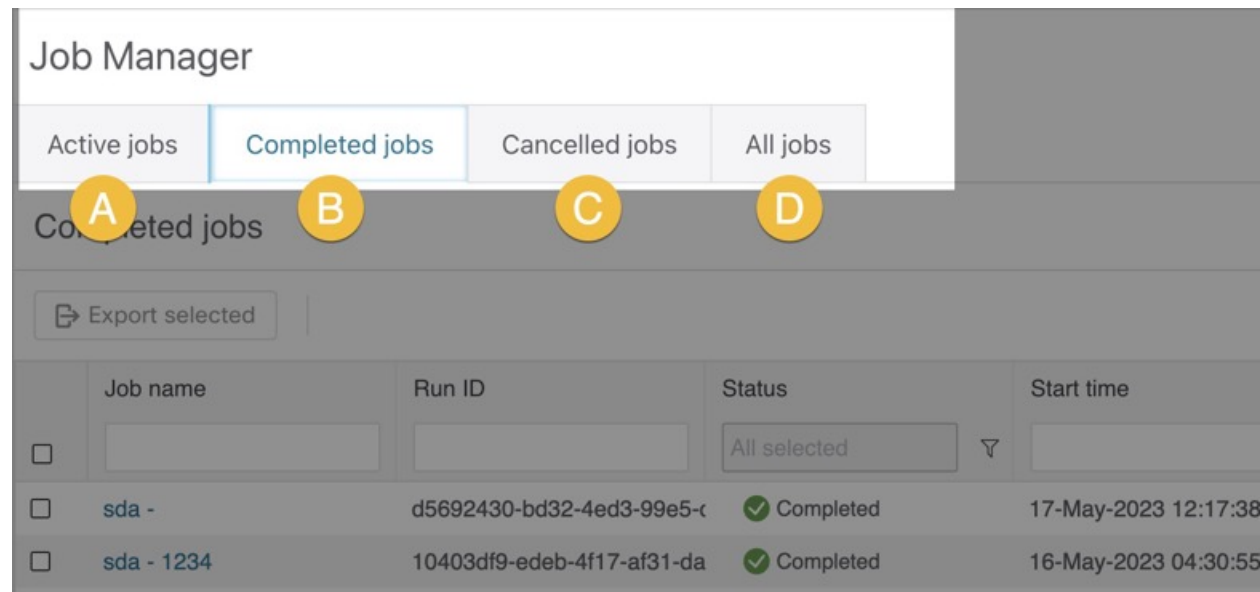 Job Manager
Active jobs Completed jobs Cancelled jobs All jobs
A B C D
Completed jobs
Export selected
Job name Run ID Status Start time
All selected
sda - d5692430-bd32-4ed3-99e5- Completed 17-May-2023 12:17:38
sda - 1234 10403df9-edeb-4f17-af31-da Completed 16-May-2023 04:30:55